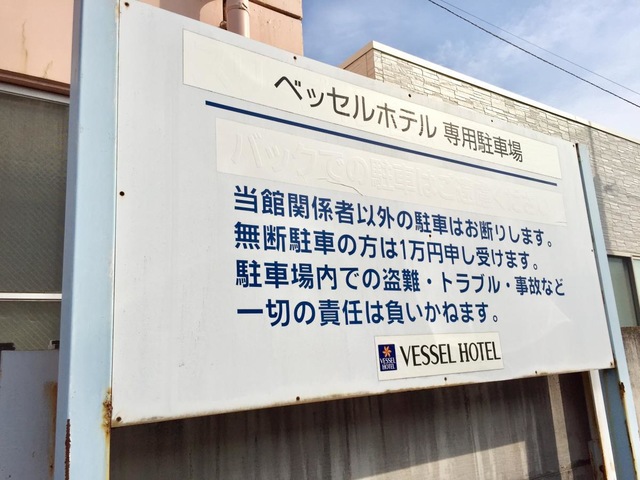 ベッセルホテル 専用駐車場
当館関係者以外の駐車はお断りします。
無断駐車の方は1万円申し受けます。
駐車場内での盗難・トラブル・事故など
一切の責任は負いかねます。
VESSEL HOTEL
VESSEL HOTEL